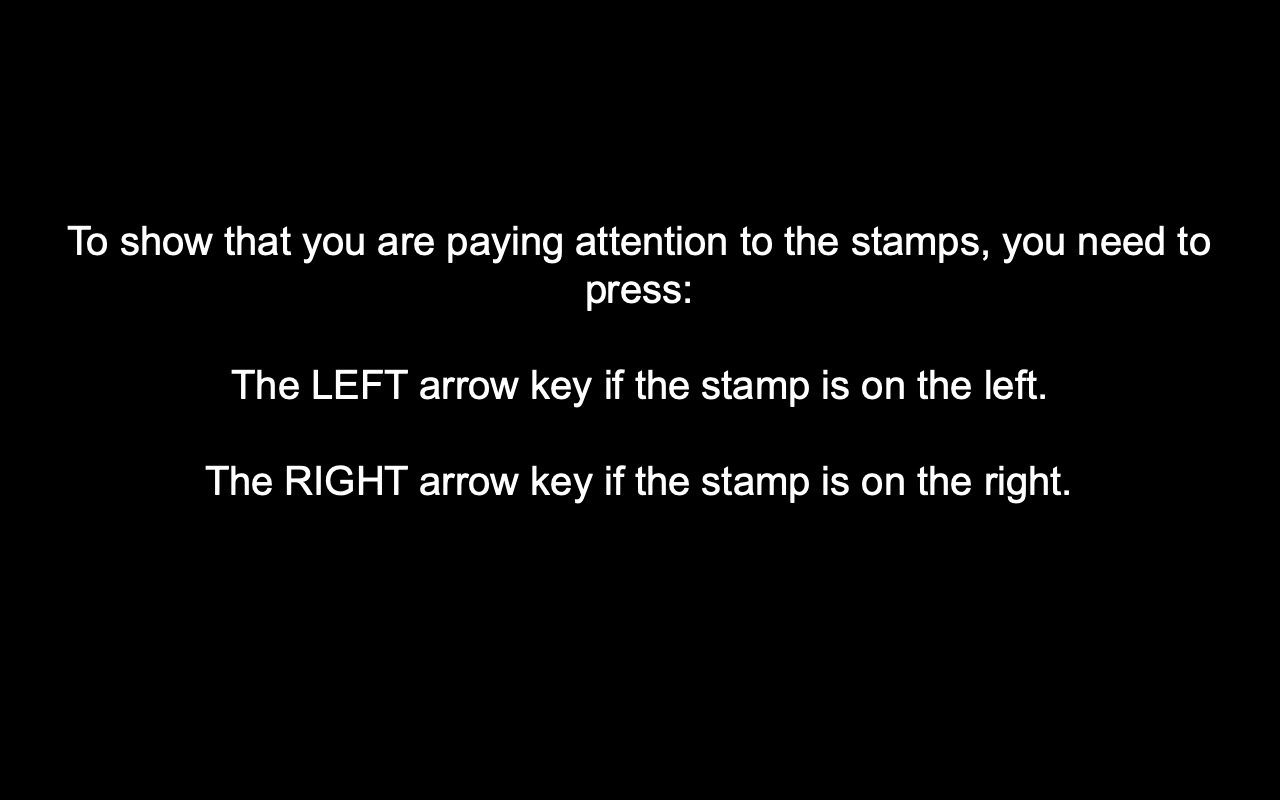 To show that you are paying attention to the stamps, you need to
press:
The LEFT arrow key if the stamp is on the left.
The RIGHT arrow key if the stamp is on the right.